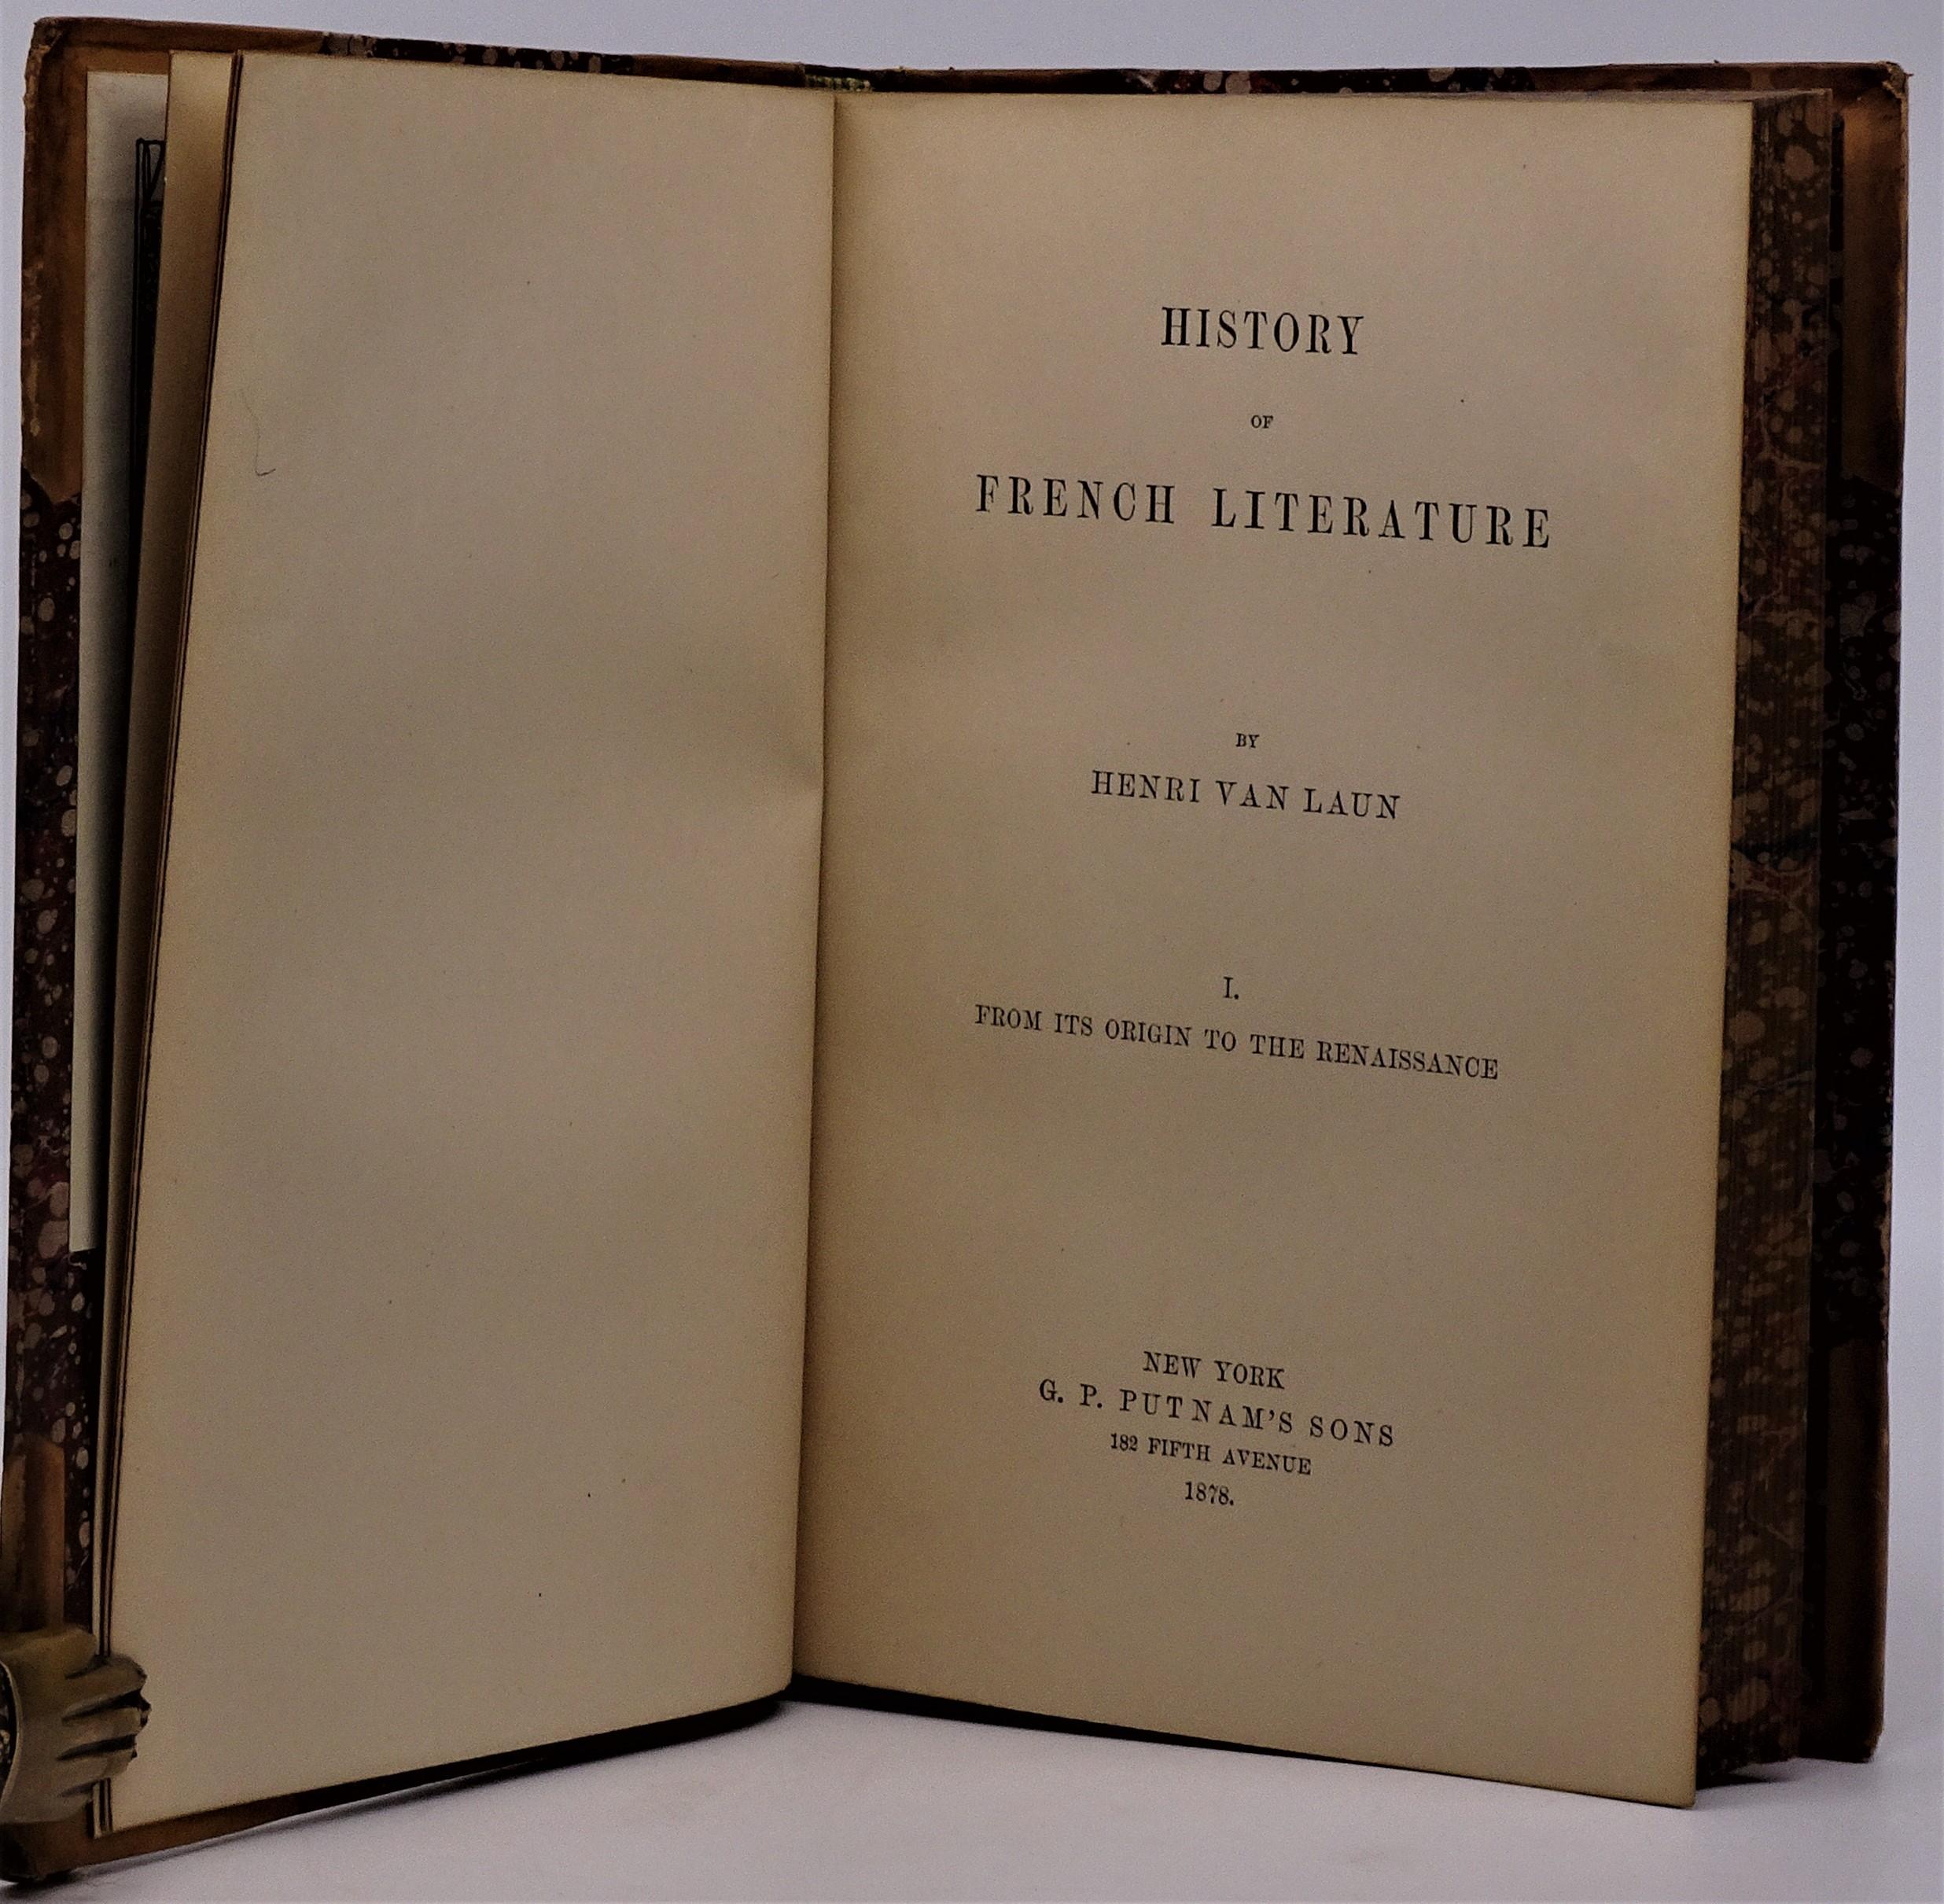 HISTORY
OF
FRENCH LITERATURE
BY
HENRI VAN LAUN
I.
FROM ITS ORIGIN TO THE RENAISSANCE
NEW YORK
G. P. PUTNAM'S SONS
182 FIFTH AVENUE
1878.